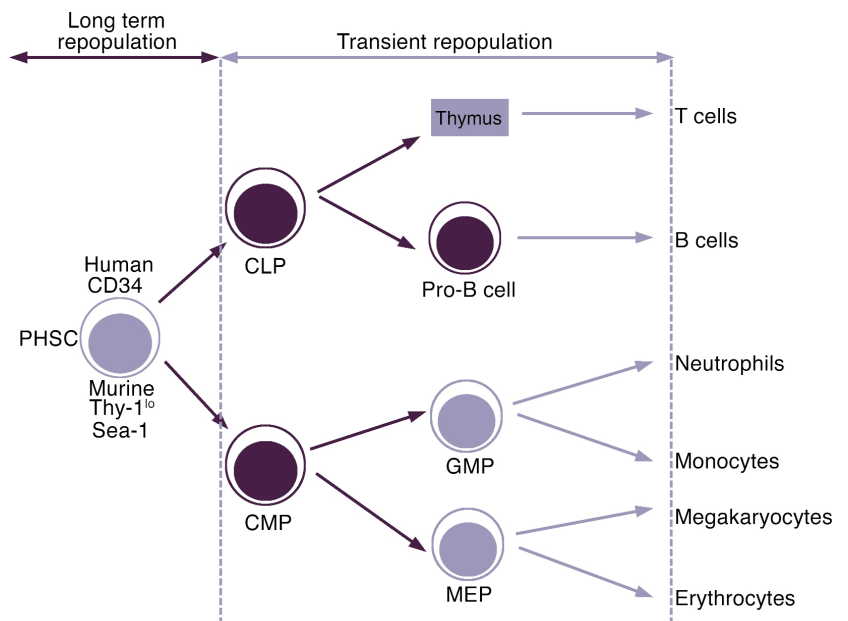 Long term
repopulation
Transient repopulation
Thymus
T cells
CLP
Pro-B cell
B cells
Human
CD34
PHSC
Murine
Thy-1lo
Sea-1
CMP
GMP
Neutrophils
Monocytes
MEP
Megakaryocytes
Erythrocytes